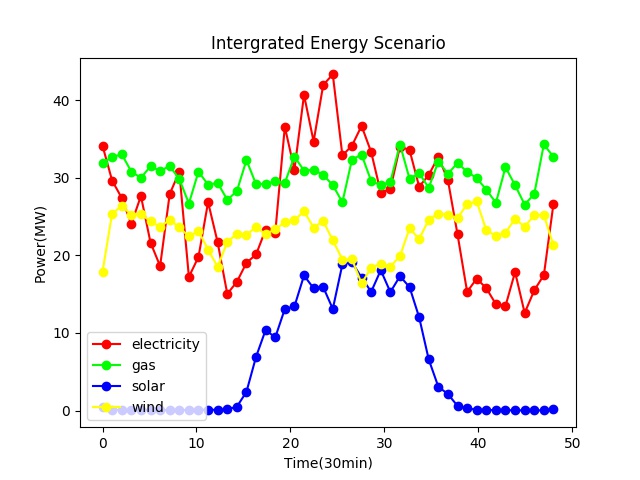 Intergrated Energy Scenario
Power(MW)
40
30
20
10
0
electricity
gas
solar
wind
0 10 20 30 40 50
Time(30min)